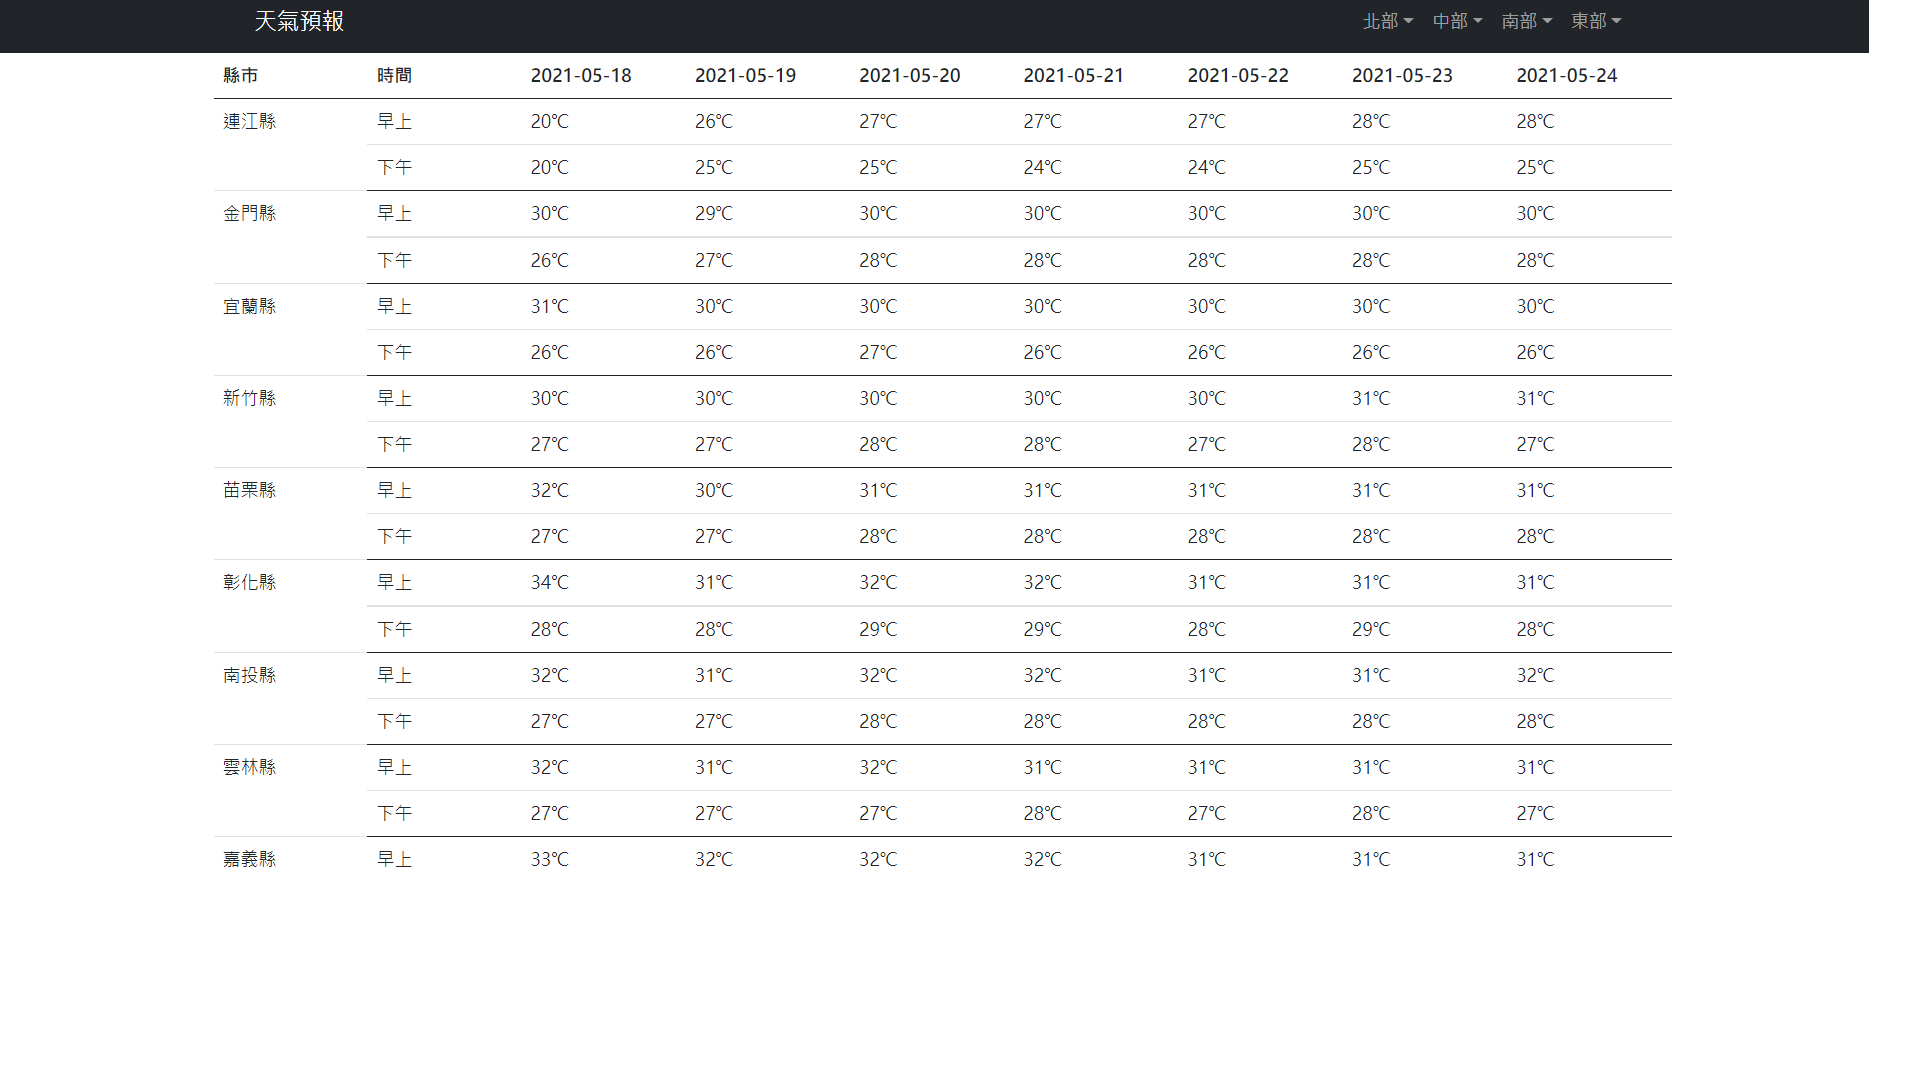 天氣預報 北部 中部 南部 東部
縣市 時間 2021-05-18 2021-05-19 2021-05-20 2021-05-21 2021-05-22 2021-05-23 2021-05-24
連江縣 早上 20℃ 26℃ 27℃ 27℃ 27℃ 28℃ 28℃
下午 20℃ 25℃ 25℃ 24℃ 24℃ 25℃ 25℃
金門縣 早上 30℃ 29℃ 30℃ 30℃ 30℃ 30℃ 30℃
下午 26℃ 27℃ 28℃ 28℃ 28℃ 28℃ 28℃
宜蘭縣 早上 31℃ 30℃ 30℃ 30℃ 30℃ 30℃ 30℃
下午 26℃ 26℃ 27℃ 26℃ 26℃ 26℃ 26℃
新竹縣 早上 30℃ 30℃ 30℃ 30℃ 30℃ 31℃ 31℃
下午 27℃ 27℃ 28℃ 28℃ 27℃ 28℃ 27℃
苗栗縣 早上 32℃ 30℃ 31℃ 31℃ 31℃ 31℃ 31℃
下午 27℃ 27℃ 28℃ 28℃ 28℃ 28℃ 28℃
彰化縣 早上 34℃ 31℃ 32℃ 32℃ 31℃ 31℃ 31℃
下午 28℃ 28℃ 29℃ 29℃ 28℃ 29℃ 28℃
南投縣 早上 32℃ 31℃ 32℃ 32℃ 31℃ 31℃ 32℃
下午 27℃ 27℃ 28℃ 28℃ 28℃ 28℃ 28℃
雲林縣 早上 32℃ 31℃ 32℃ 31℃ 31℃ 31℃ 31℃
下午 27℃ 27℃ 27℃ 28℃ 27℃ 28℃ 27℃
嘉義縣 早上 33℃ 32℃ 32℃ 32℃ 31℃ 31℃ 31℃